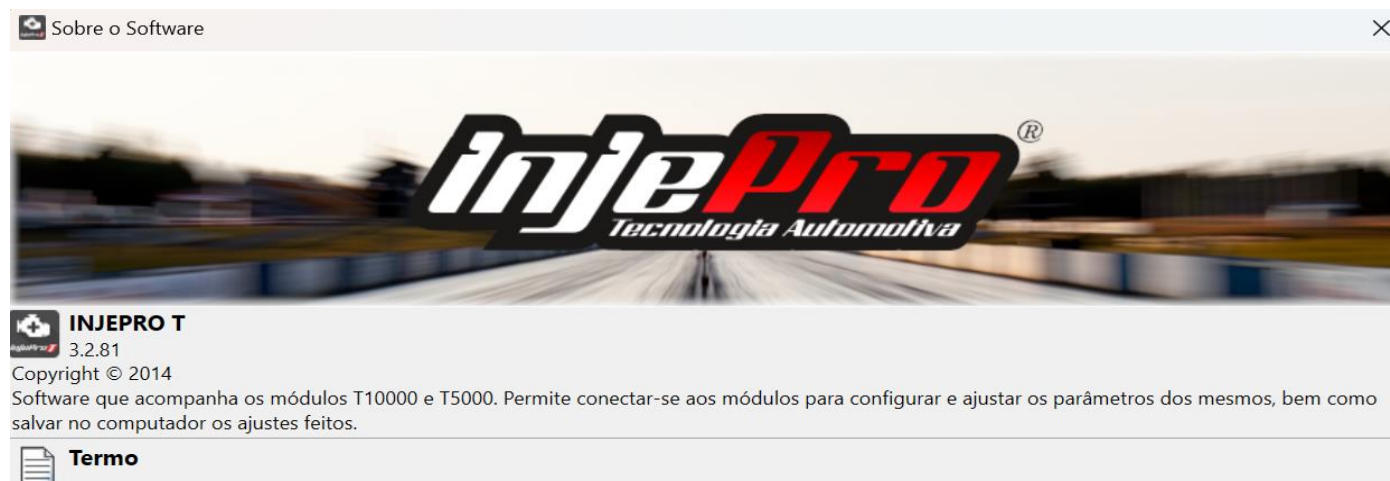 Sobre o Software
injePro ®
Tecnologia Automotiva
INJEPRO T
3.2.81
Copyright © 2014
Software que acompanha os módulos T10000 e T5000. Permite conectar-se aos módulos para configurar e ajustar os parâmetros dos mesmos, bem como
salvar no computador os ajustes feitos.
Termo